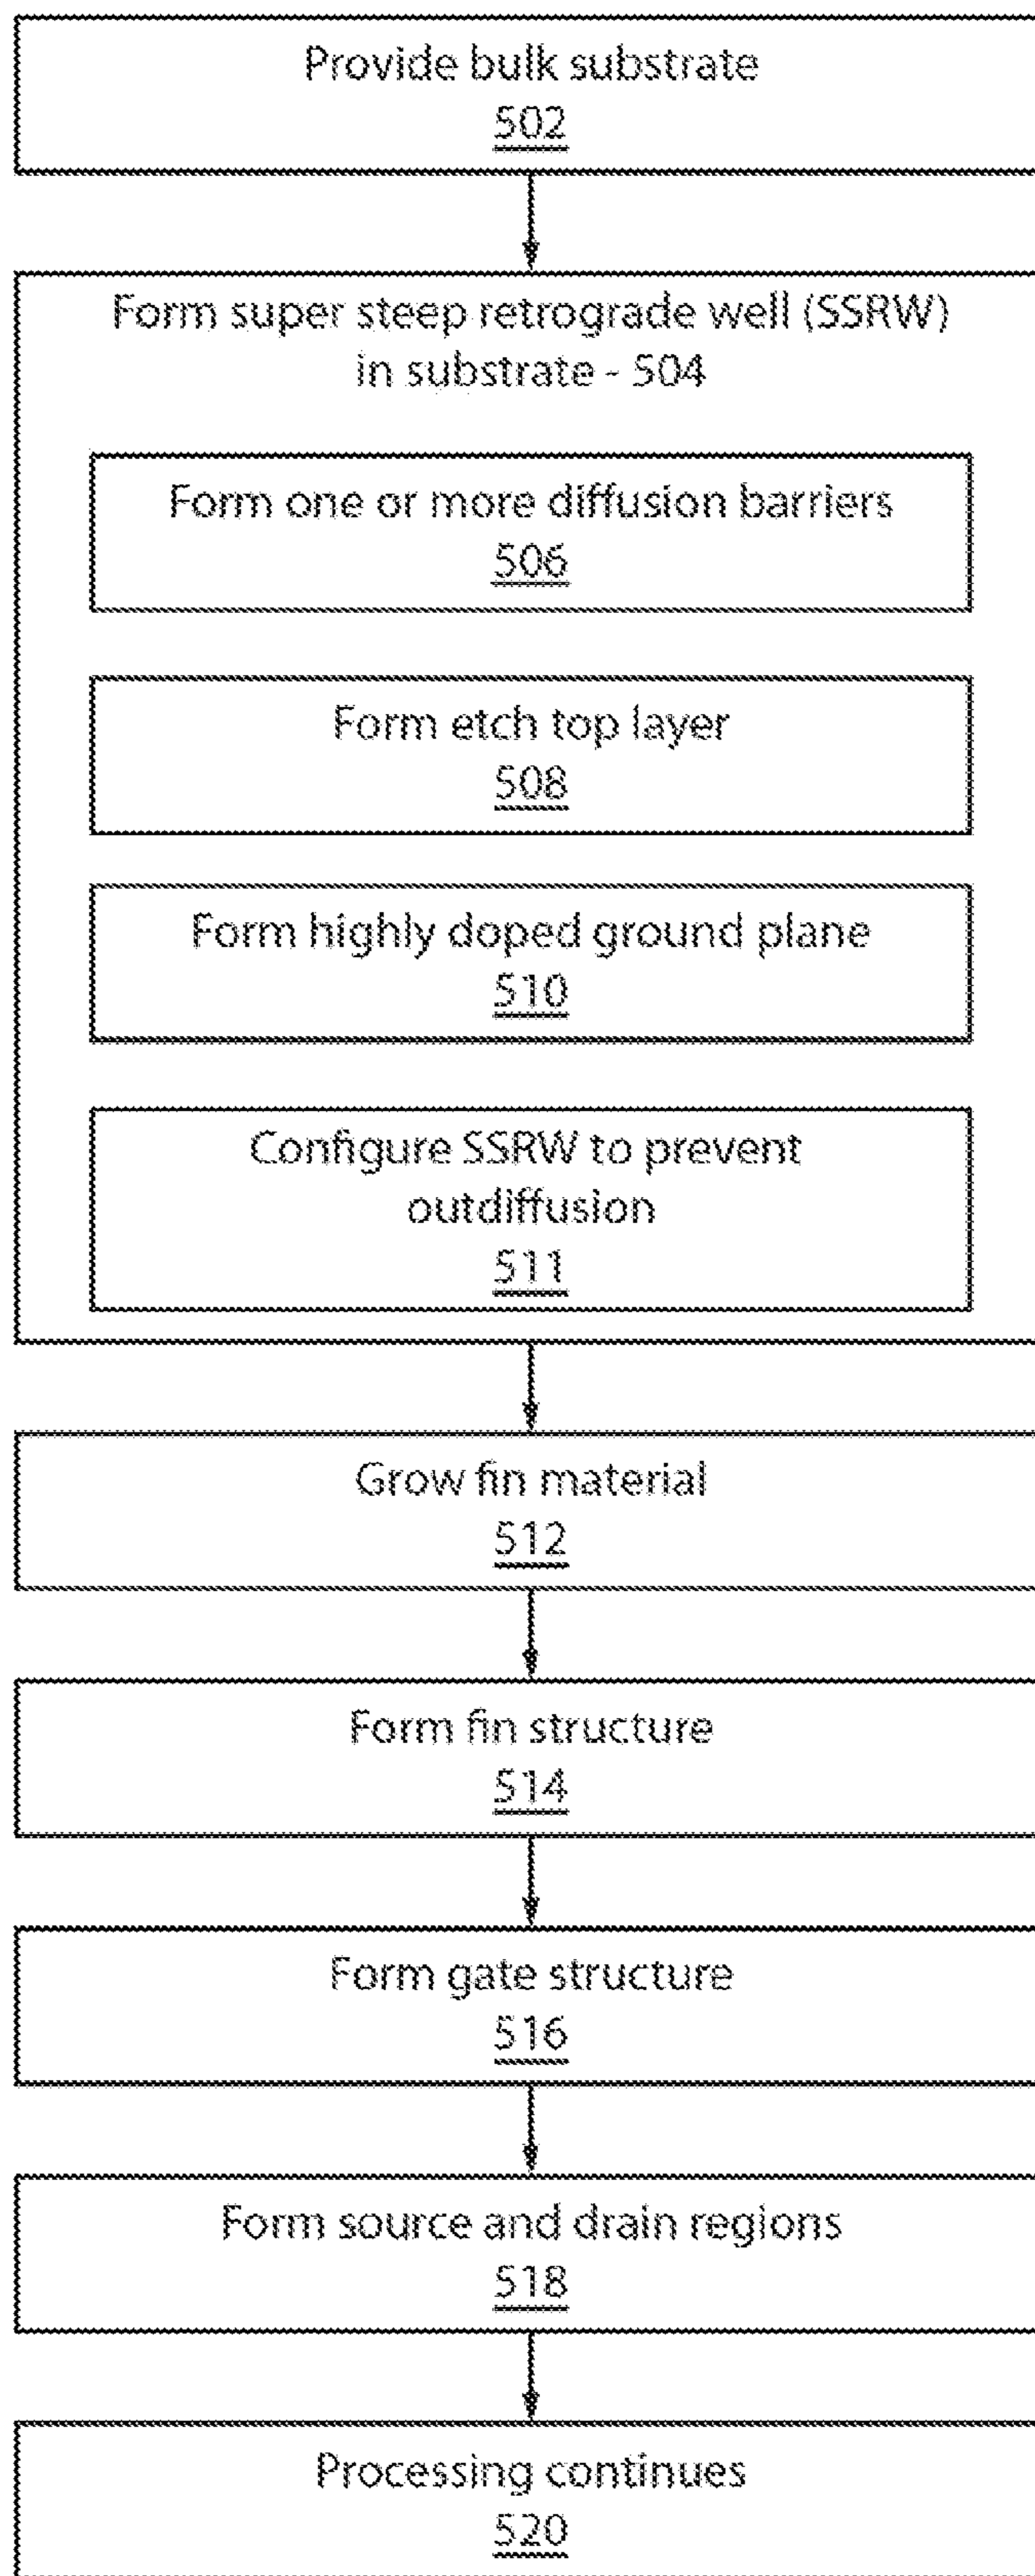 Provide bulk substrate
502
Form super steep retrograde well (SSRW)
in substrate - 504
Form one or more diffusion barriers
506
Form etch top layer
508
Form highly doped ground plane
510
Configure SSRW to prevent
outdiffusion
511
Grow fin material
512
Form fin structure
514
Form gate structure
516
Form source and drain regions
518
Processing continues
520